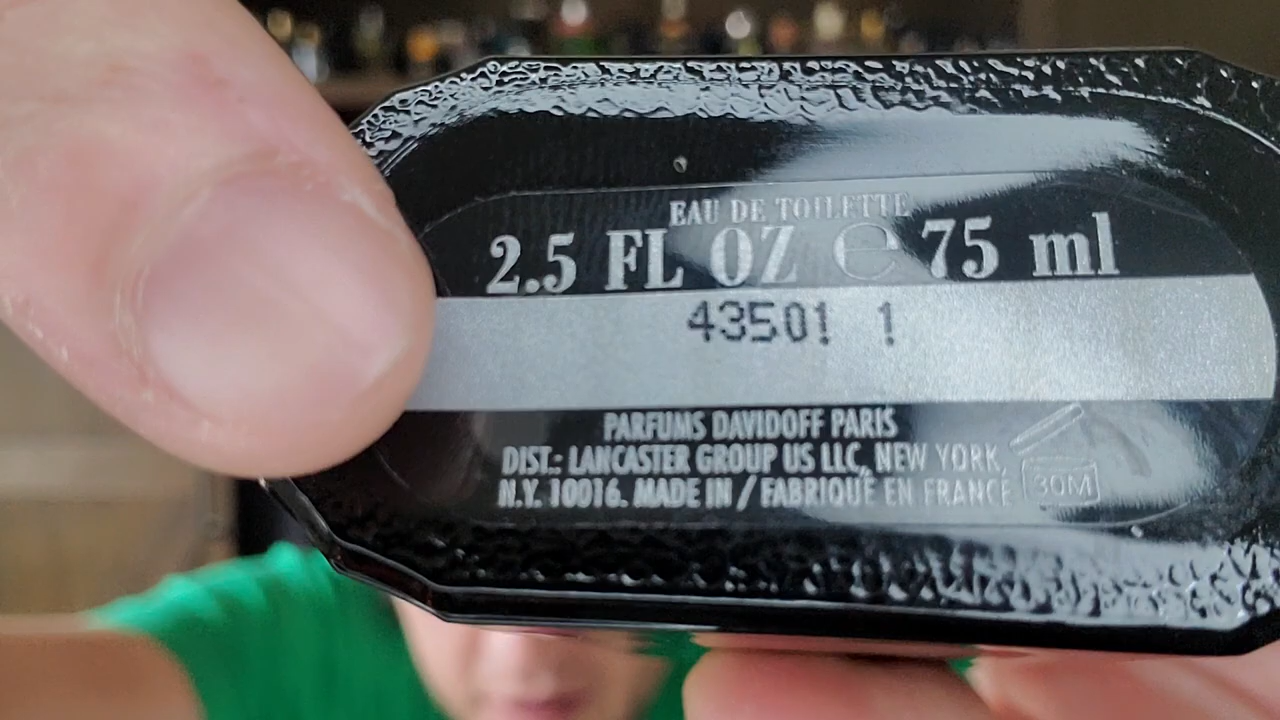 EAU DE TOILETTE
2.5 FL OZ ℮ 75 ml
43501 1
PARFUMS DAVIDOFF PARIS
DIST.: LANCASTER GROUP US LLC, NEW YORK,
N.Y. 10016. MADE IN / FABRIQUÉ EN FRANCE
30M